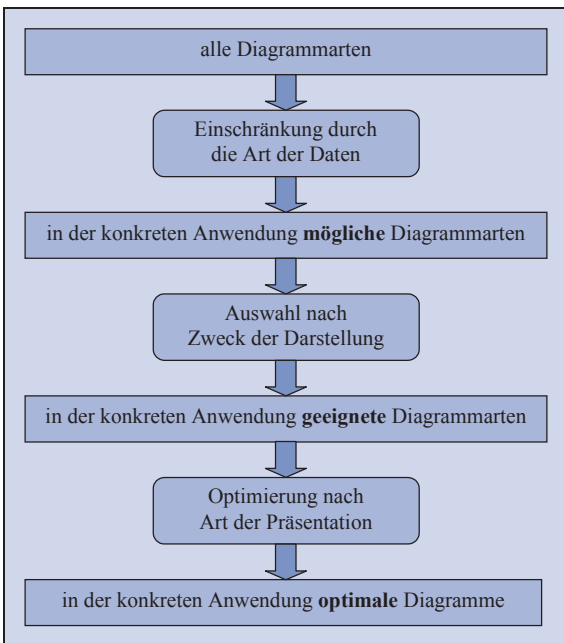 alle Diagrammarten
Einschränkung durch
die Art der Daten
in der konkreten Anwendung mögliche Diagrammarten
Auswahl nach
Zweck der Darstellung
in der konkreten Anwendung geeignete Diagrammarten
Optimierung nach
Art der Präsentation
in der konkreten Anwendung optimale Diagramme